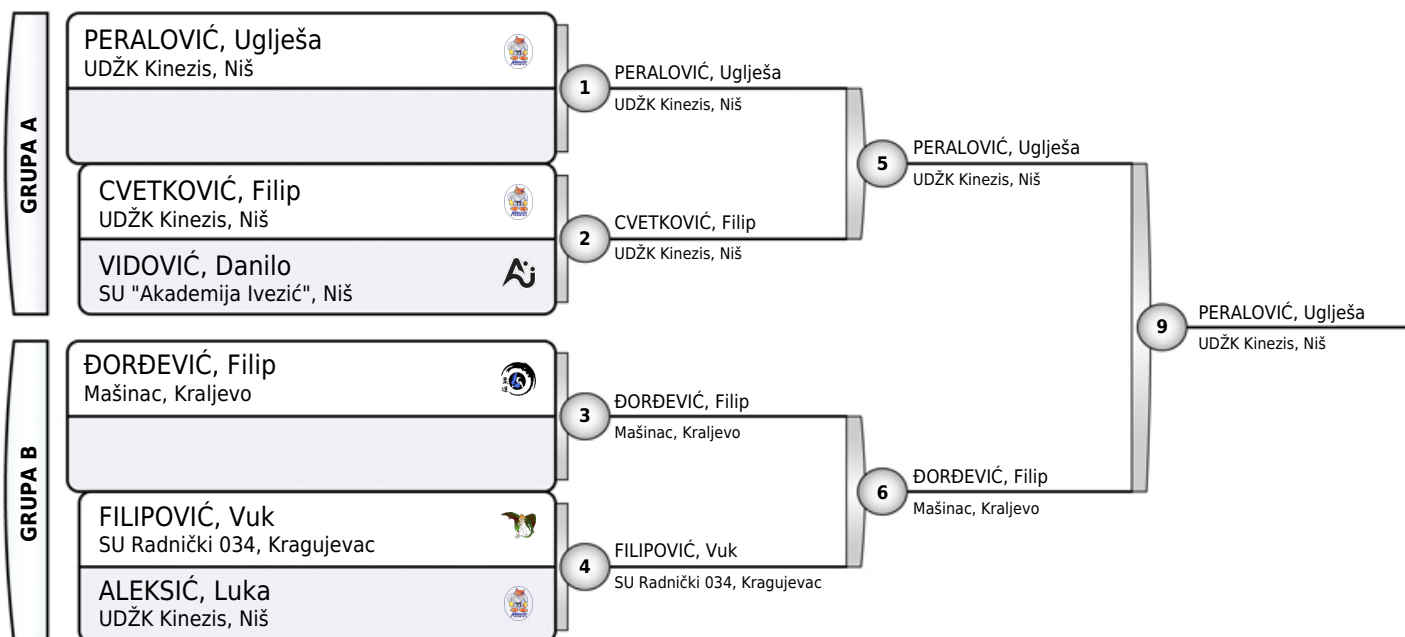 GRUPA A
PERALOVIĆ, Uglješa
UDŽK Kinezis, Niš
CVETKOVIĆ, Filip
UDŽK Kinezis, Niš
VIDOVIĆ, Danilo
SU "Akademija Ivezić", Niš
GRUPA B
ĐORĐEVIĆ, Filip
Mašinac, Kraljevo
FILIPOVIĆ, Vuk
SU Radnički 034, Kragujevac
ALEKSIĆ, Luka
UDŽK Kinezis, Niš
1
PERALOVIĆ, Uglješa
UDŽK Kinezis, Niš
2
CVETKOVIĆ, Filip
UDŽK Kinezis, Niš
3
ĐORĐEVIĆ, Filip
Mašinac, Kraljevo
4
FILIPOVIĆ, Vuk
SU Radnički 034, Kragujevac
5
PERALOVIĆ, Uglješa
UDŽK Kinezis, Niš
6
ĐORĐEVIĆ, Filip
Mašinac, Kraljevo
9
PERALOVIĆ, Uglješa
UDŽK Kinezis, Niš